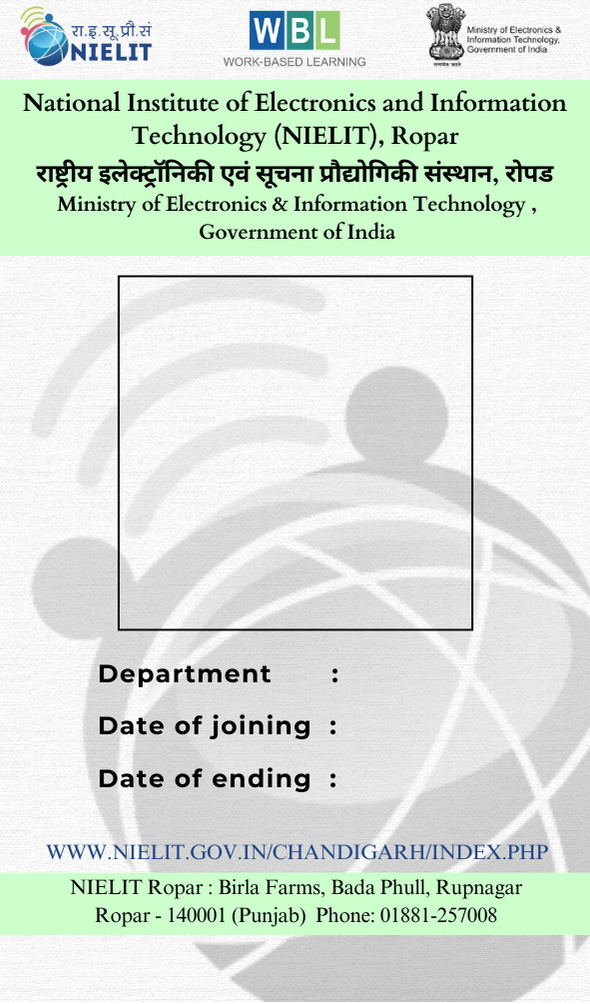 रा.इ.सू.प्रौ.सं
NIELIT
WBL
WORK-BASED LEARNING
Ministry of Electronics &
Information Technology,
Government of India
National Institute of Electronics and Information
Technology (NIELIT), Ropar
राष्ट्रीय इलेक्ट्रॉनिकी एवं सूचना प्रौद्योगिकी संस्थान, रोपड
Ministry of Electronics & Information Technology ,
Government of India
Department :
Date of joining :
Date of ending :
WWW.NIELIT.GOV.IN/CHANDIGARH/INDEX.PHP
NIELIT Ropar : Birla Farms, Bada Phull, Rupnagar
Ropar - 140001 (Punjab) Phone: 01881-257008